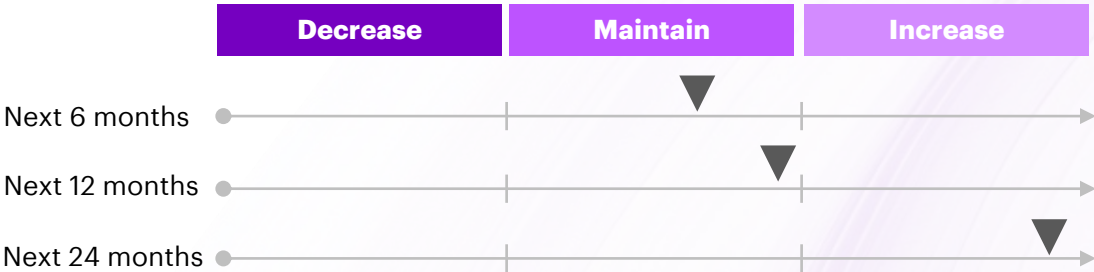 Decrease Maintain Increase
Next 6 months
Next 12 months
Next 24 months